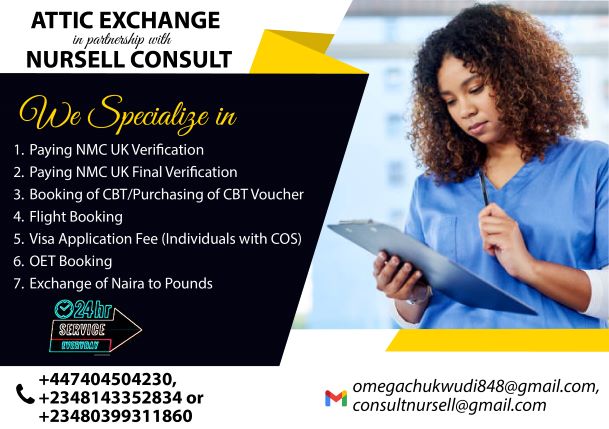 ATTIC EXCHANGE
in partnership with
NURSELL CONSULT
We Specialize in
1. Paying NMC UK Verification
2. Paying NMC UK Final Verification
3. Booking of CBT/Purchasing of CBT Voucher
4. Flight Booking
5. Visa Application Fee (Individuals with COS)
6. OET Booking
7. Exchange of Naira to Pounds
24hr
SERVICE
EVERYDAY
+447404504230,
+2348143352834 or
+23480399311860
omegachukwudi848@gmail.com,
consultnursell@gmail.com